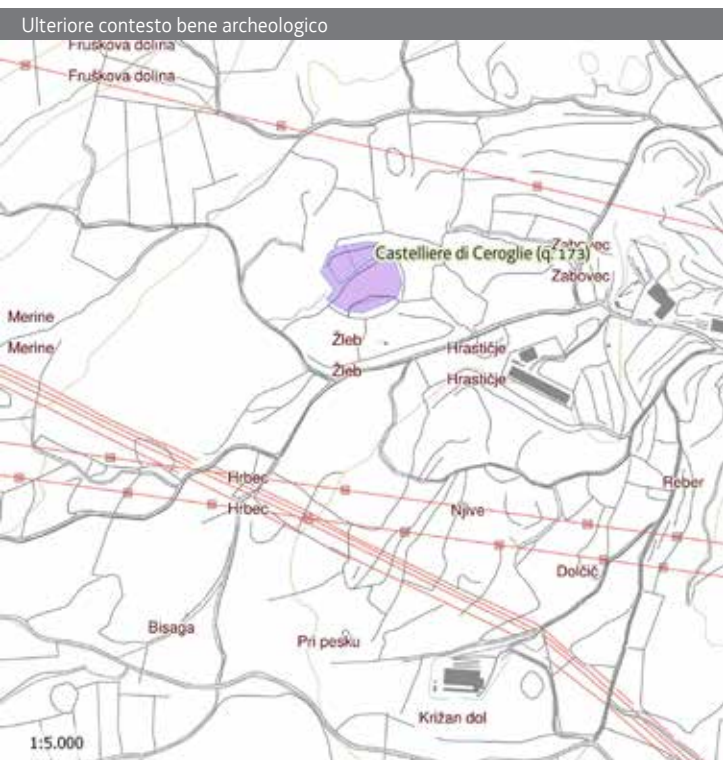 Ulteriore contesto bene archeologico
Fruškova dolina
Fruškova dolina
Castelliere di Ceroglie (q. 173)
Zabovec
Zabovec
Merine
Merine
Žleb
Žleb
Hrastičje
Hrastičje
Hrbec
Hrbec
Njive
Reber
Dolčič
Bisaga
Pri pesku
Križan dol
1:5.000